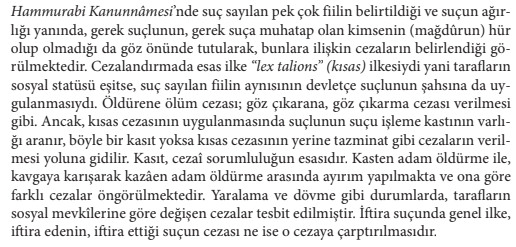 Hammurabi Kanunnâmesi’nde suç sayılan pek çok fiilin belirtildiği ve suçun ağır-
lığı yanında, gerek suçlunun, gerek suça muhatap olan kimsenin (mağdûrun) hür
olup olmadığı da göz önünde tutularak, bunlara ilişkin cezaların belirlendiği gö-
rülmektedir. Cezalandırmada esas ilke “lex talions” (kısas) ilkesiydi yani tarafların
sosyal statüsü eşitse, suç sayılan fiilin aynısının devletçe suçlunun şahsına da uy-
gulanmasıydı. Öldürene ölüm cezası; göz çıkarana, göz çıkarma cezası verilmesi
gibi. Ancak, kısas cezasının uygulanmasında suçlunun suçu işleme kastının varlı-
ğı aranır, böyle bir kasıt yoksa kısas cezasının yerine tazminat gibi cezaların veril-
mesi yoluna gidilir. Kasıt, cezaî sorumluluğun esasıdır. Kasten adam öldürme ile,
kavgaya karışarak kazâen adam öldürme arasında ayırım yapılmakta ve ona göre
farklı cezalar öngörülmektedir. Yaralama ve dövme gibi durumlarda, tarafların
sosyal mevkîlerine göre değişen cezalar tesbit edilmiştir. İftira suçunda genel ilke,
iftira edenin, iftira ettiği suçun cezası ne ise o cezaya çarptırılmasıdır.